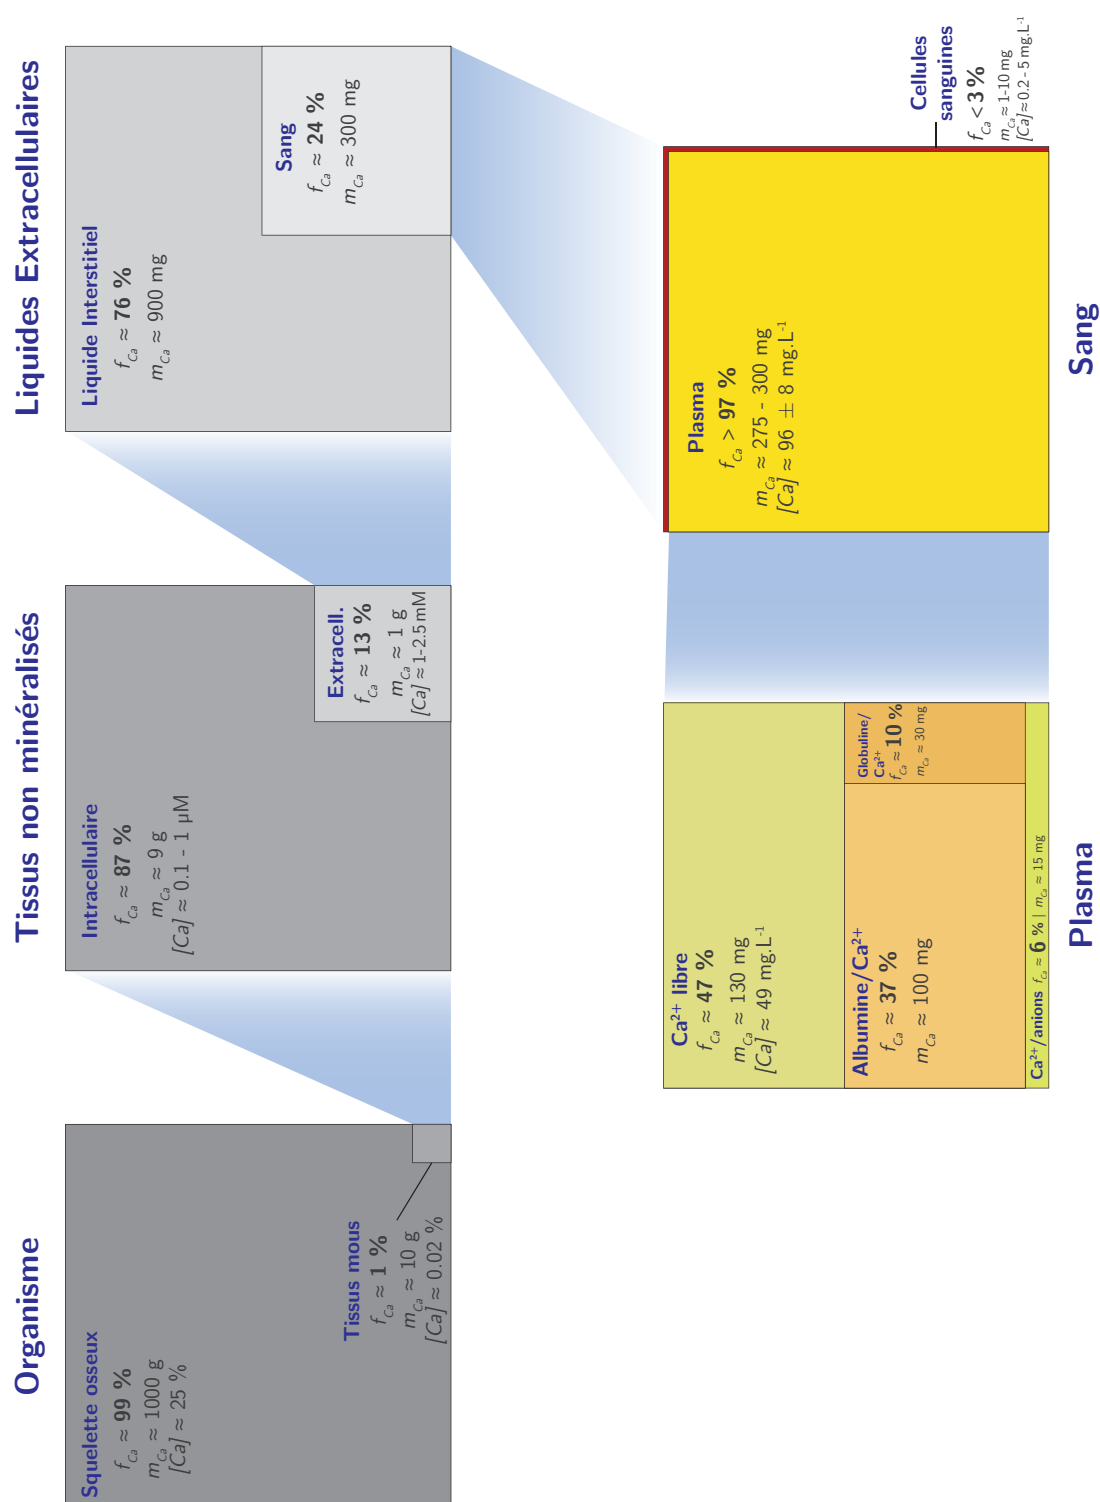 Organisme
Squelette osseux
f_Ca ≈ 99 %
m_Ca ≈ 1000 g
[Ca] ≈ 25 %
Tissus mous
f_Ca ≈ 1 %
m_Ca ≈ 10 g
[Ca] ≈ 0.02 %
Tissus non minéralisés
Intracellulaire
f_Ca ≈ 87 %
m_Ca ≈ 9 g
[Ca] ≈ 0.1 - 1 µM
Extracell.
f_Ca ≈ 13 %
m_Ca ≈ 1 g
[Ca] ≈ 1-2.5 mM
Liquides Extracellulaires
Liquide Interstitiel
f_Ca ≈ 76 %
m_Ca ≈ 900 mg
Sang
f_Ca ≈ 24 %
m_Ca ≈ 300 mg
Plasma
Ca²⁺ libre
f_Ca ≈ 47 %
m_Ca ≈ 130 mg
[Ca] ≈ 49 mg.L⁻¹
Albumine/Ca²⁺
f_Ca ≈ 37 %
m_Ca ≈ 100 mg
Globuline/
Ca²⁺
f_Ca ≈ 10 %
m_Ca ≈ 30 mg
Ca²⁺/anions f_Ca ≈ 6 % | m_Ca ≈ 15 mg
Sang
Plasma
f_Ca > 97 %
m_Ca ≈ 275 - 300 mg
[Ca] ≈ 96 ± 8 mg.L⁻¹
Cellules
sanguines
f_Ca < 3 %
m_Ca ≈ 1-10 mg
[Ca] ≈ 0.2 - 5 mg.L⁻¹